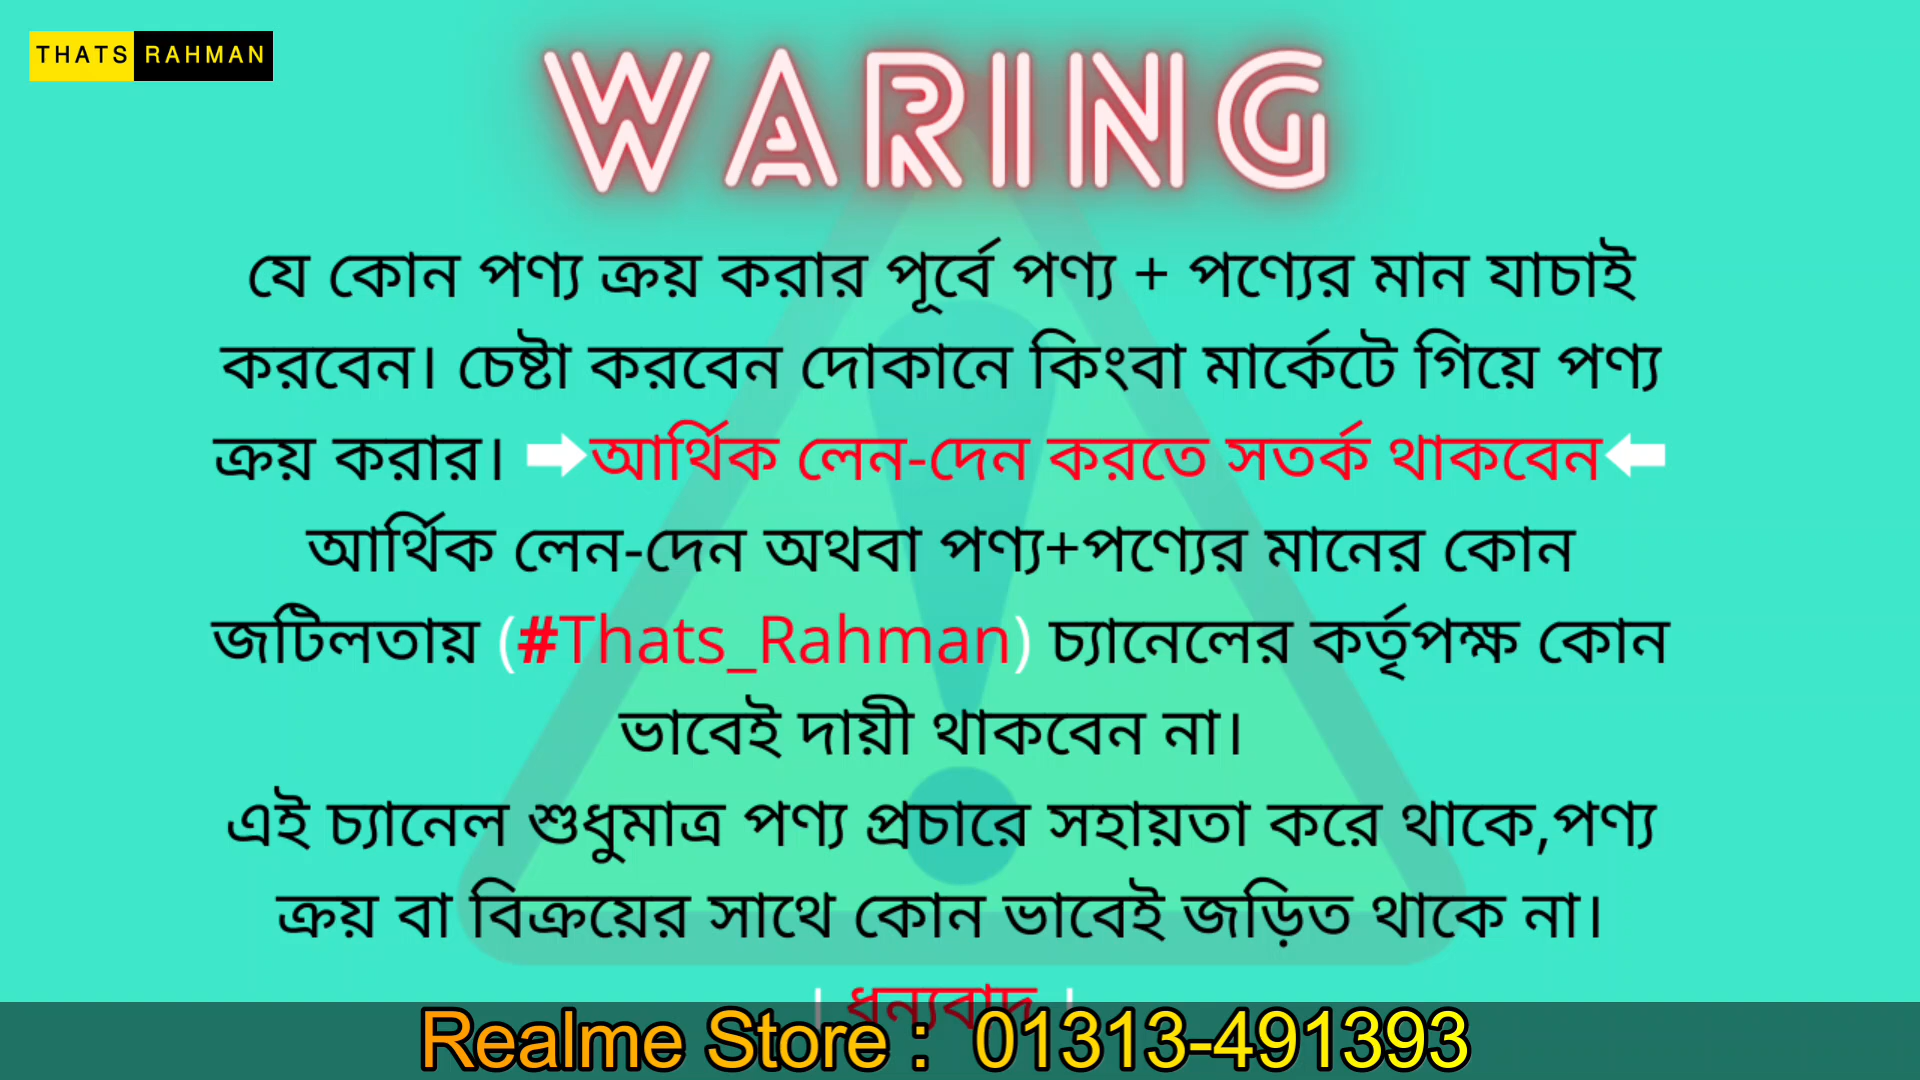 THATS RAHMAN
WARING
যে কোন পণ্য ক্রয় করার পূর্বে পণ্য + পণ্যের মান যাচাই
করবেন। চেষ্টা করবেন দোকানে কিংবা মার্কেটে গিয়ে পণ্য
ক্রয় করার। ➡আর্থিক লেন-দেন করতে সতর্ক থাকবেন⬅
আর্থিক লেন-দেন অথবা পণ্য+পণ্যের মানের কোন
জটিলতায় (#Thats_Rahman) চ্যানেলের কর্তৃপক্ষ কোন
ভাবেই দায়ী থাকবেন না।
এই চ্যানেল শুধুমাত্র পণ্য প্রচারে সহায়তা করে থাকে,পণ্য
ক্রয় বা বিক্রয়ের সাথে কোন ভাবেই জড়িত থাকে না।
। ধন্যবাদ ।
Realme Store : 01313-491393